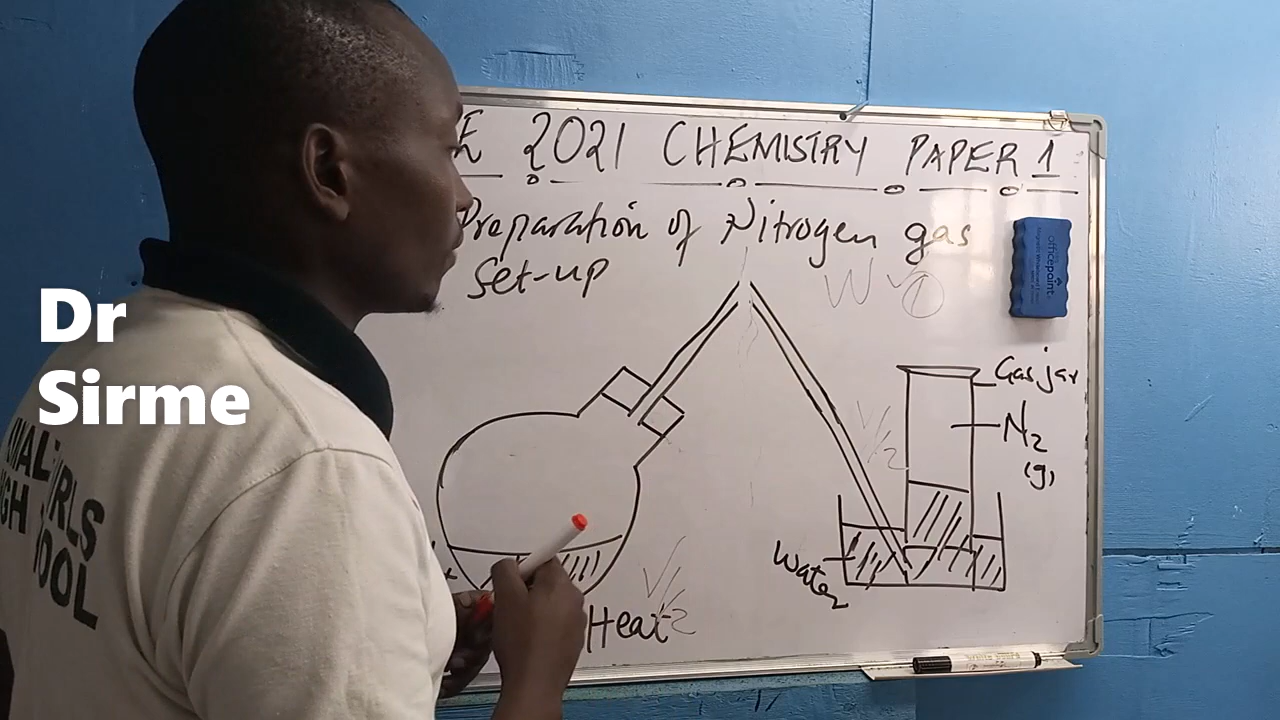 E 2021 CHEMISTRY PAPER 1
Preparation of Nitrogen gas
Set-up
Dr
Sirme
officepoint
Gas jar
N2
(g)
Water
Heat